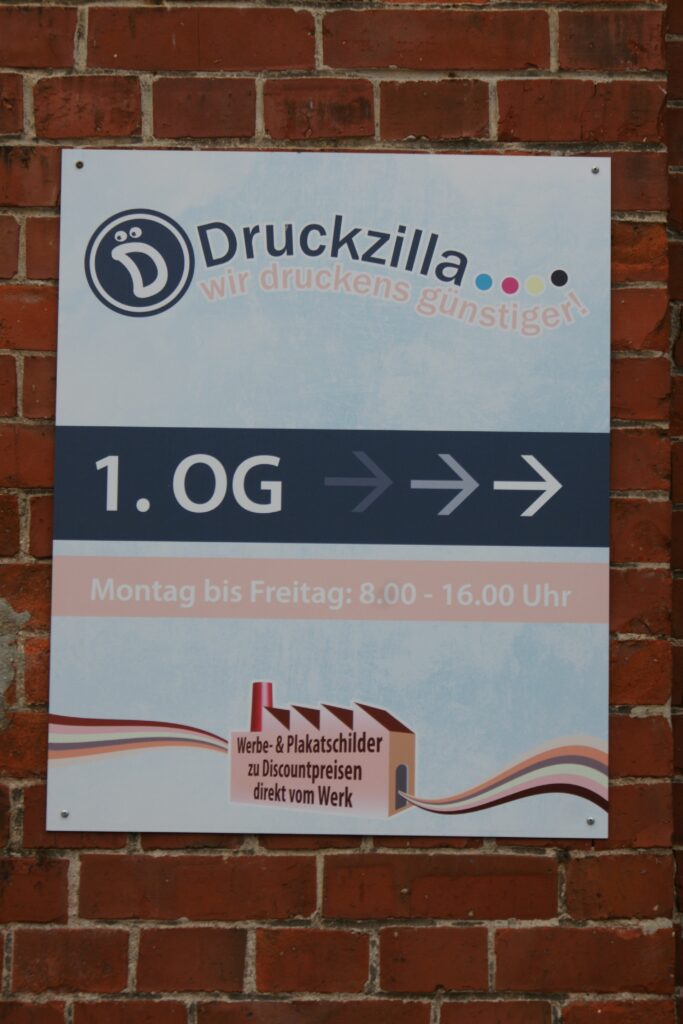 Druckzilla
wir druckens günstiger!
1. OG
Montag bis Freitag: 8.00 - 16.00 Uhr
Werbe- & Plakatschilder
zu Discountpreisen
direkt vom Werk